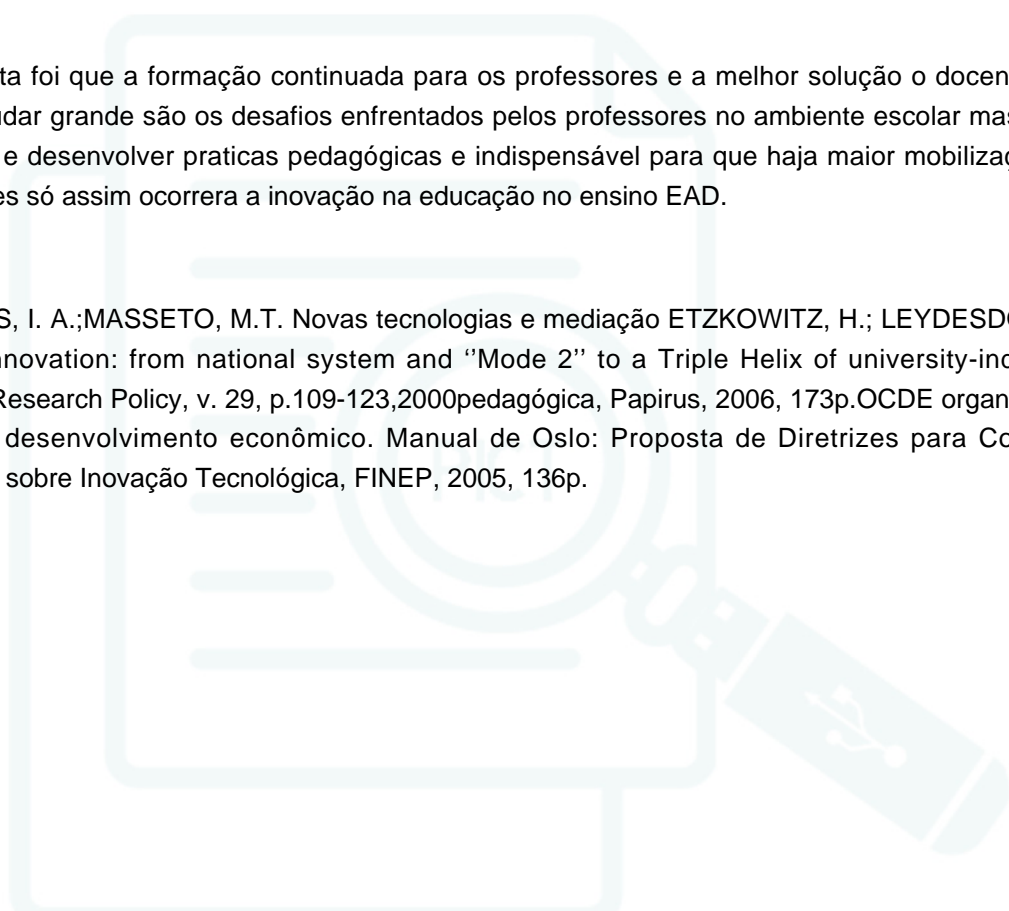 ta foi que a formação continuada para os professores e a melhor solução o docen
udar grande são os desafios enfrentados pelos professores no ambiente escolar mas
e desenvolver praticas pedagógicas e indispensável para que haja maior mobilizaç
es só assim ocorrera a inovação na educação no ensino EAD.
S, I. A.;MASSETO, M.T. Novas tecnologias e mediação ETZKOWITZ, H.; LEYDESDO
nnovation: from national system and ‘’Mode 2’’ to a Triple Helix of university-ind
Research Policy, v. 29, p.109-123,2000pedagógica, Papirus, 2006, 173p.OCDE organ
desenvolvimento econômico. Manual de Oslo: Proposta de Diretrizes para Co
sobre Inovação Tecnológica, FINEP, 2005, 136p.